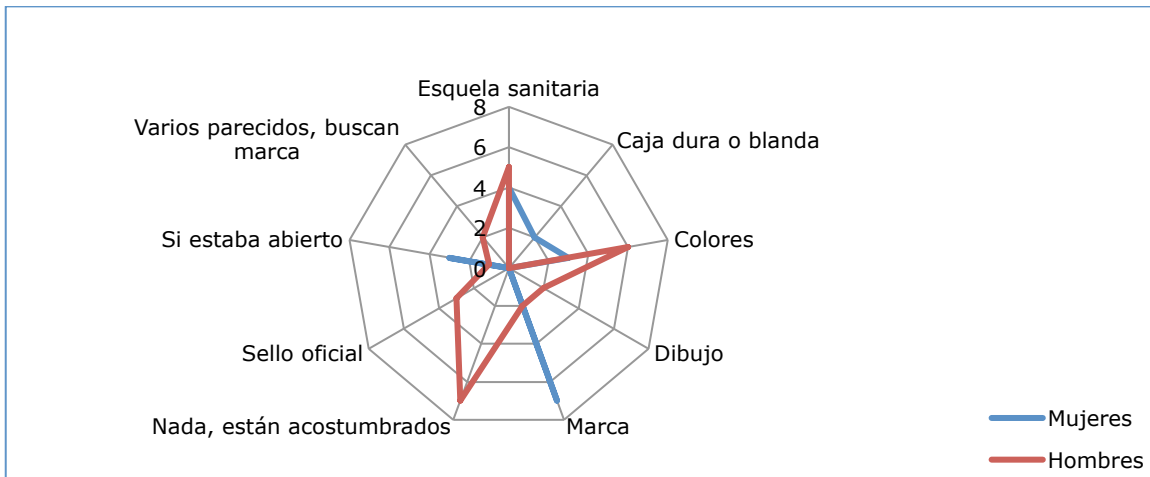 Esquela sanitaria
8
Varios parecidos, buscan
marca
Caja dura o blanda
6
4
Si estaba abierto
Colores
2
0
Sello oficial
Dibujo
Nada, están acostumbrados
Marca
Mujeres
Hombres